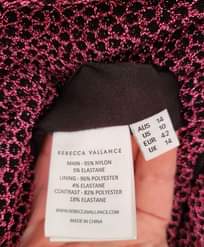 REBECCA VALLANCE
MAIN - 95% NYLON
5% ELASTANE
LINING - 96% POLYESTER
4% ELASTANE
CONTRAST - 82% POLYESTER
18% ELASTANE
WWW.REBECCAVALLANCE.COM
MADE IN CHINA
AUS 14
US 10
EUR 42
UK 14